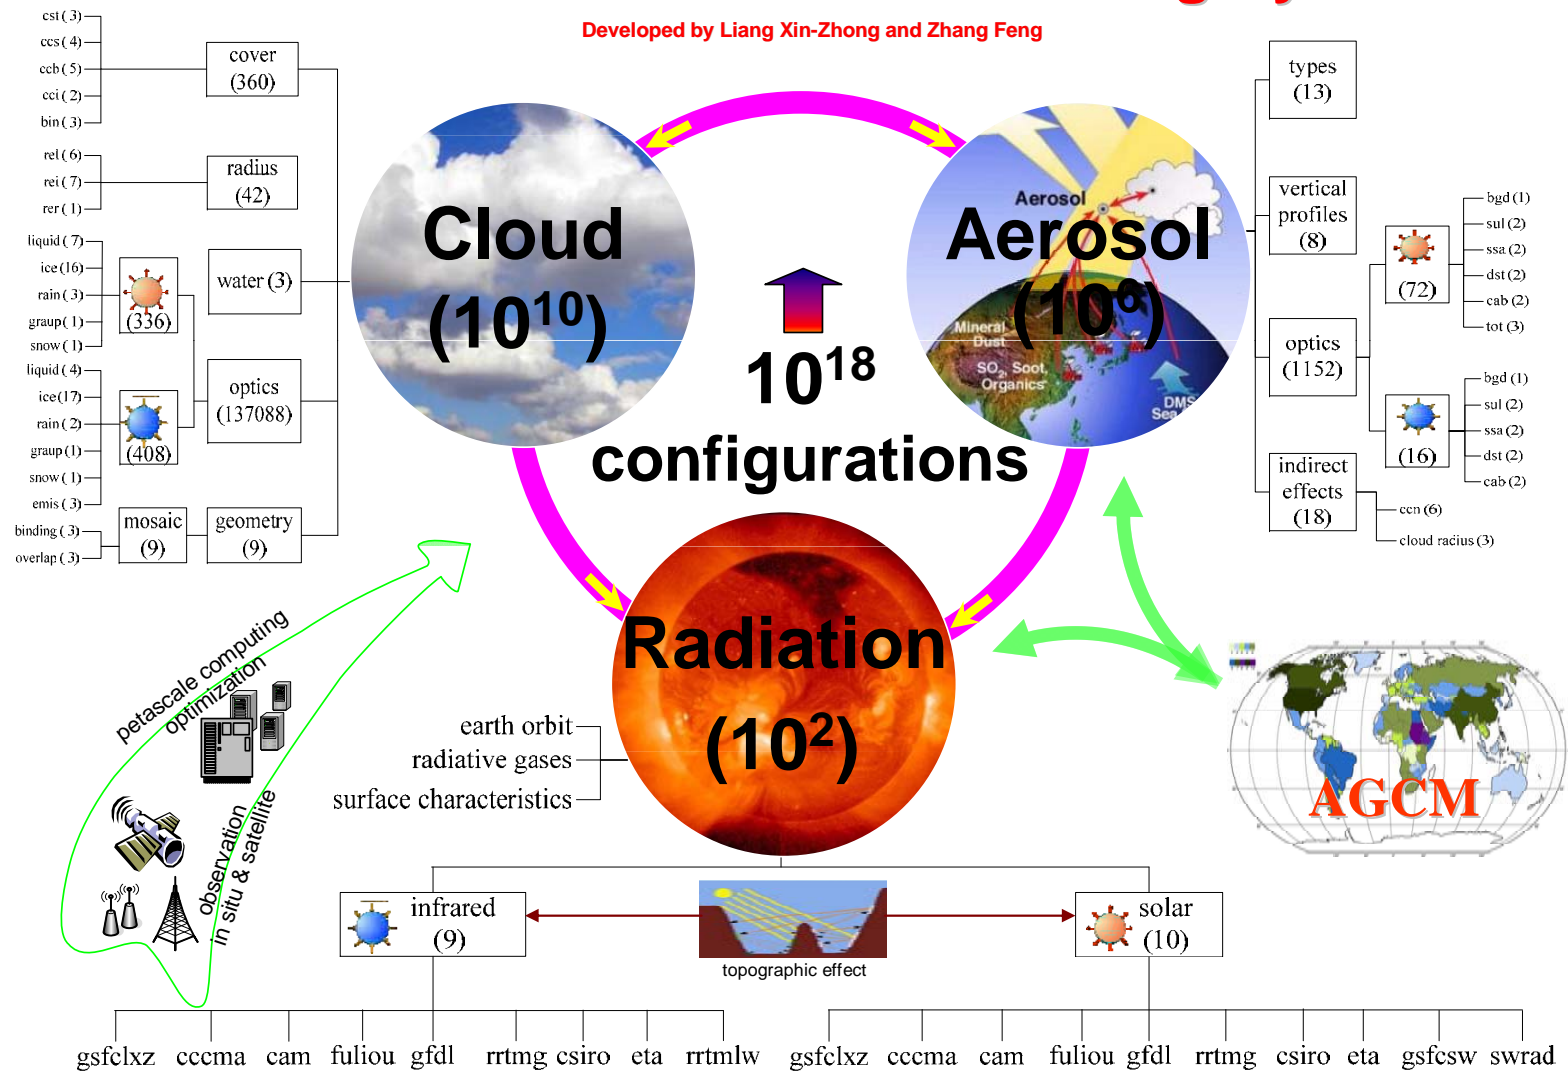 Developed by Liang Xin-Zhong and Zhang Feng
cst (3)
ccs (4)
ccb (5)
cci (2)
bin (3)
cover
(360)
rel (6)
rei (7)
rer (1)
radius
(42)
liquid (7)
ice (16)
rain (3)
graup (1)
snow (1)
(336)
water (3)
liquid (4)
ice (17)
rain (2)
graup (1)
snow (1)
emis (3)
(408)
optics
(137088)
binding (3)
overlap (3)
mosaic
(9)
geometry
(9)
Cloud
(10¹⁰)
Aerosol
Aerosol
(10⁶)
Mineral
Dust
SO₂, Soot,
Organics
DMS
10¹⁸
configurations
types
(13)
vertical
profiles
(8)
optics
(1152)
indirect
effects
(18)
(72)
bgd (1)
sul (2)
ssa (2)
dst (2)
cab (2)
tot (3)
(16)
bgd (1)
sul (2)
ssa (2)
dst (2)
cab (2)
ccn (6)
cloud radius (3)
Radiation
(10²)
earth orbit
radiative gases
surface characteristics
petascale computing
optimization
observation
in situ & satellite
AGCM
infrared
(9)
topographic effect
solar
(10)
gsfclxz cccma cam fuliou gfdl rrtmg csiro eta rrtmlw
gsfclxz cccma cam fuliou gfdl rrtmg csiro eta gsfcsw swrad